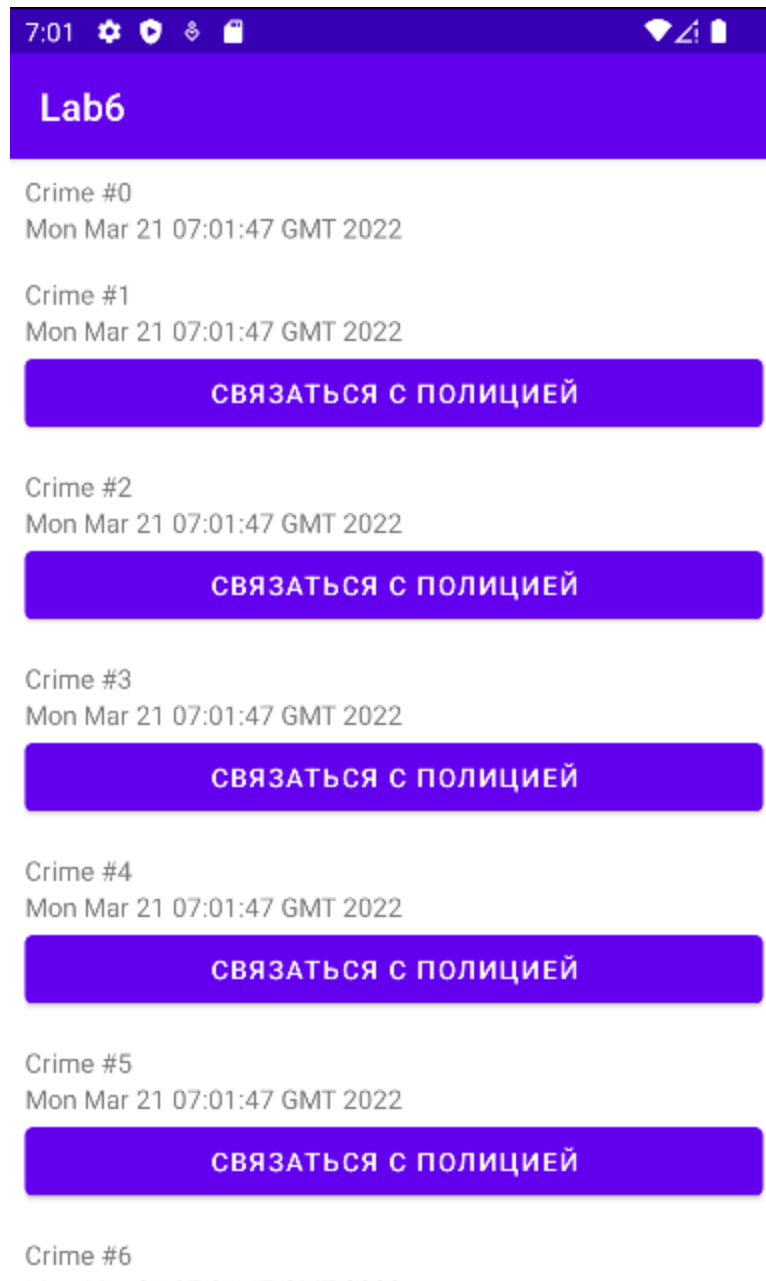 7:01
Lab6
Crime #0
Mon Mar 21 07:01:47 GMT 2022
Crime #1
Mon Mar 21 07:01:47 GMT 2022
СВЯЗАТЬСЯ С ПОЛИЦИЕЙ
Crime #2
Mon Mar 21 07:01:47 GMT 2022
СВЯЗАТЬСЯ С ПОЛИЦИЕЙ
Crime #3
Mon Mar 21 07:01:47 GMT 2022
СВЯЗАТЬСЯ С ПОЛИЦИЕЙ
Crime #4
Mon Mar 21 07:01:47 GMT 2022
СВЯЗАТЬСЯ С ПОЛИЦИЕЙ
Crime #5
Mon Mar 21 07:01:47 GMT 2022
СВЯЗАТЬСЯ С ПОЛИЦИЕЙ
Crime #6